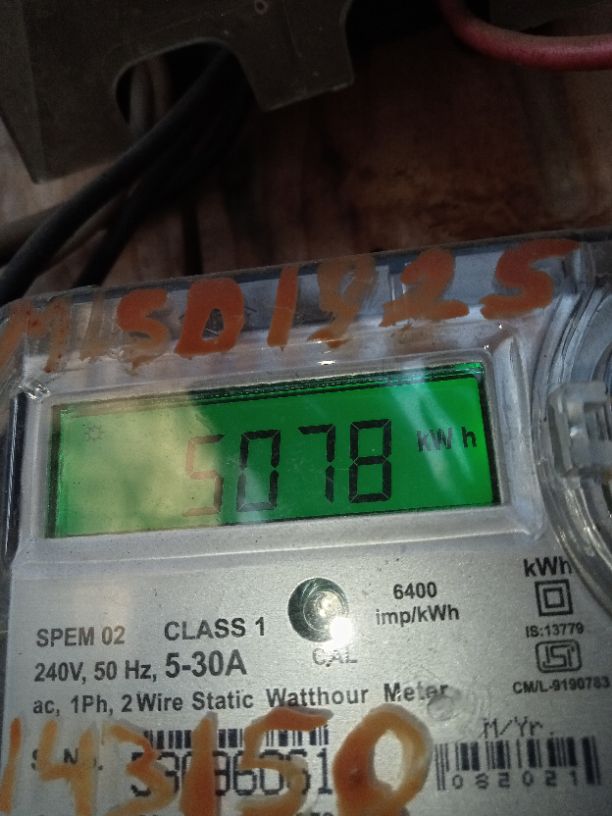 M1SD1825
5078 kWh
6400
imp/kWh
kWh
IS:13779
CM/L-9190783
SPEM 02 CLASS 1
CAL
240V, 50 Hz, 5-30A
ac, 1Ph, 2 Wire Static Watthour Meter
M/Yr.
143150
082021